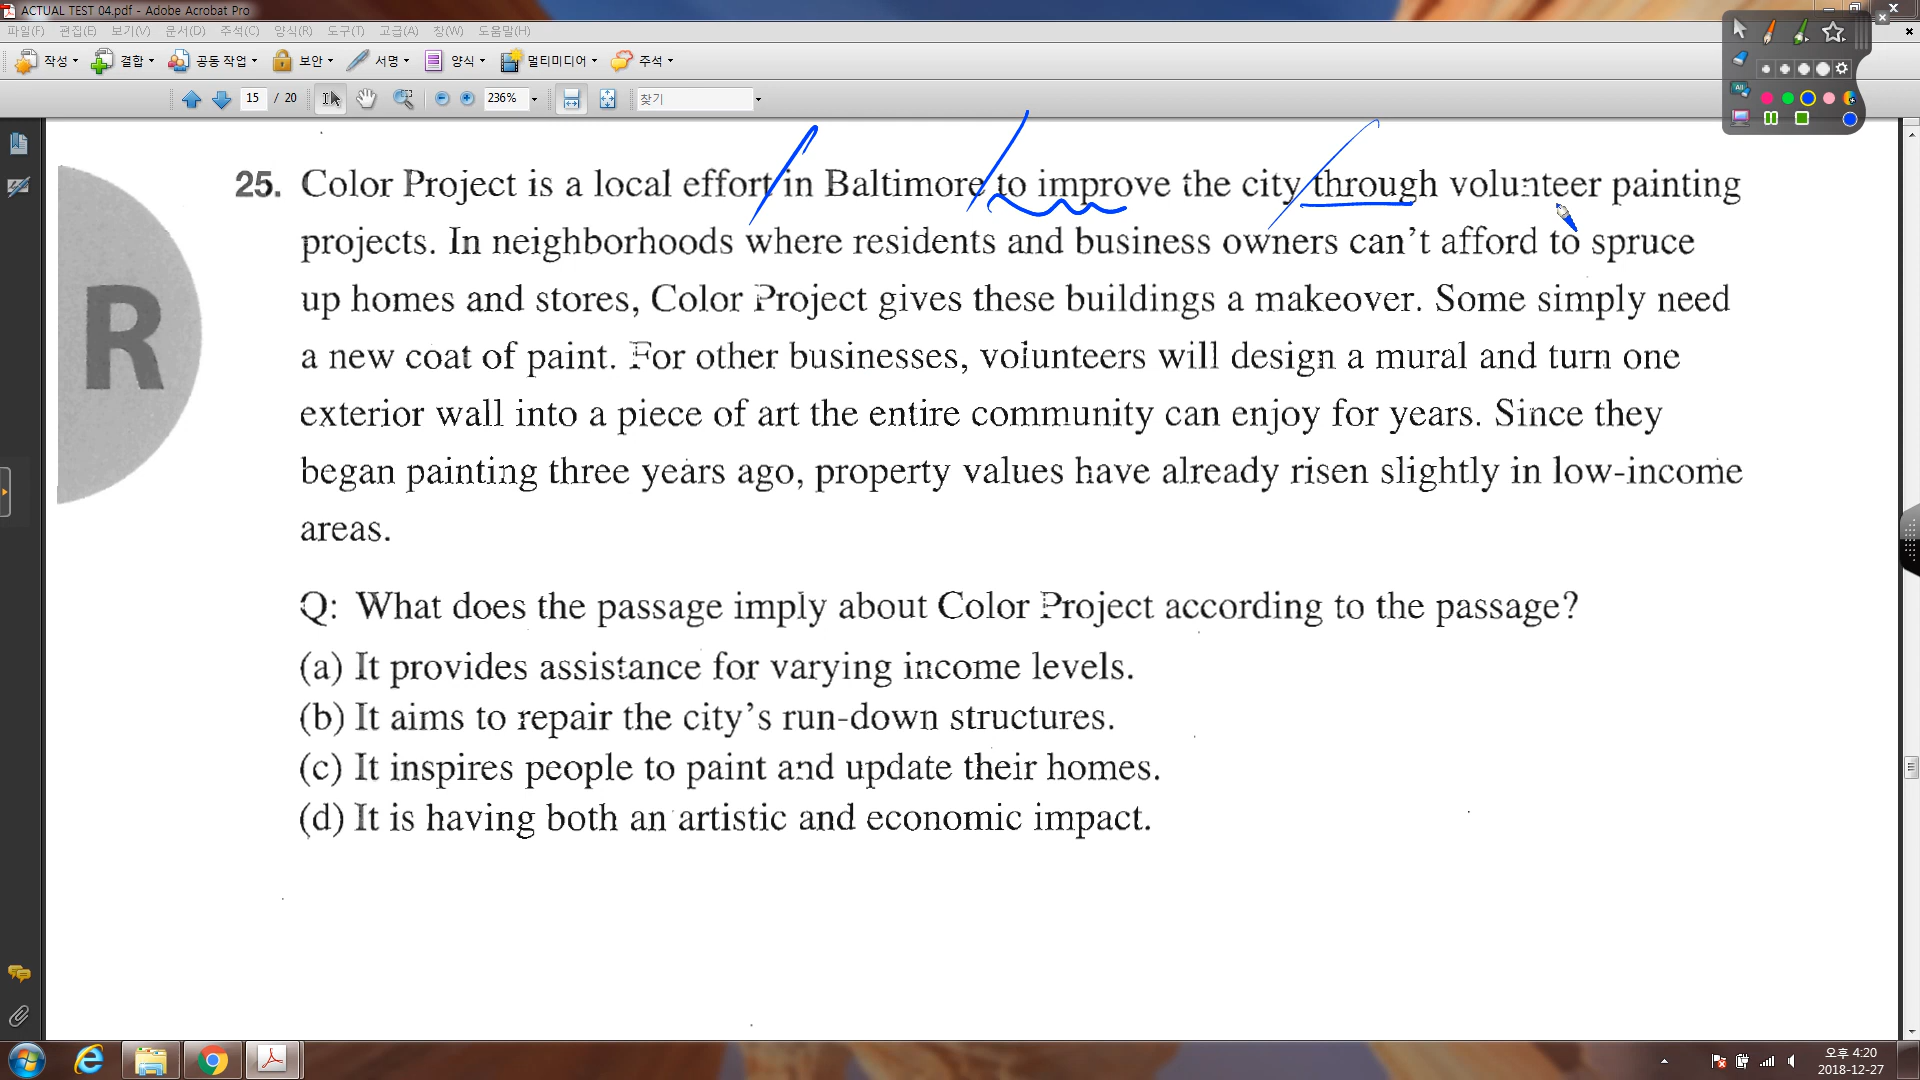 ACTUAL TEST 04.pdf - Adobe Acrobat Pro
파일(F) 편집(E) 보기(V) 문서(D) 주석(C) 양식(R) 도구(T) 고급(A) 창(W) 도움말(H)
작성 결합 공동 작업 보안 서명 양식 멀티미디어 주석
15 / 20 236% 찾기
25. Color Project is a local effort in Baltimore to improve the city through volunteer painting
projects. In neighborhoods where residents and business owners can't afford to spruce
up homes and stores, Color Project gives these buildings a makeover. Some simply need
a new coat of paint. For other businesses, volunteers will design a mural and turn one
exterior wall into a piece of art the entire community can enjoy for years. Since they
began painting three years ago, property values have already risen slightly in low-income
areas.
R
Q: What does the passage imply about Color Project according to the passage?
(a) It provides assistance for varying income levels.
(b) It aims to repair the city's run-down structures.
(c) It inspires people to paint and update their homes.
(d) It is having both an artistic and economic impact.
오후 4:20
2018-12-27